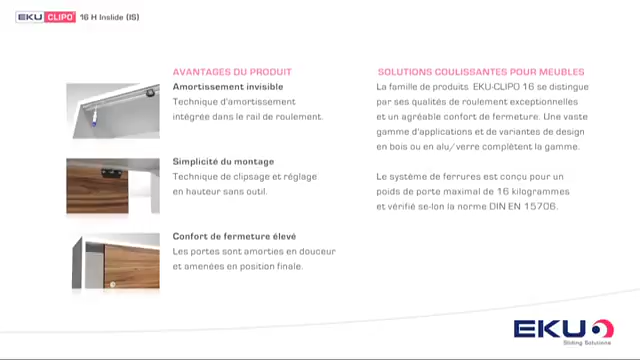 EKU CLIPO 16 H Inslide (IS)
AVANTAGES DU PRODUIT
Amortissement invisible
Technique d'amortissement
intégrée dans le rail de roulement.
Simplicité du montage
Technique de clipsage et réglage
en hauteur sans outil.
Confort de fermeture élevé
Les portes sont amorties en douceur
et amenées en position finale.
SOLUTIONS COULISSANTES POUR MEUBLES
La famille de produits EKU-CLIPO 16 se distingue
par ses qualités de roulement exceptionnelles
et un agréable confort de fermeture. Une vaste
gamme d'applications et de variantes de design
en bois ou en alu/verre complètent la gamme.
Le système de ferrures est conçu pour un
poids de porte maximal de 16 kilogrammes
et vérifié se-lon la norme DIN EN 15706.
EKU
Sliding Solutions